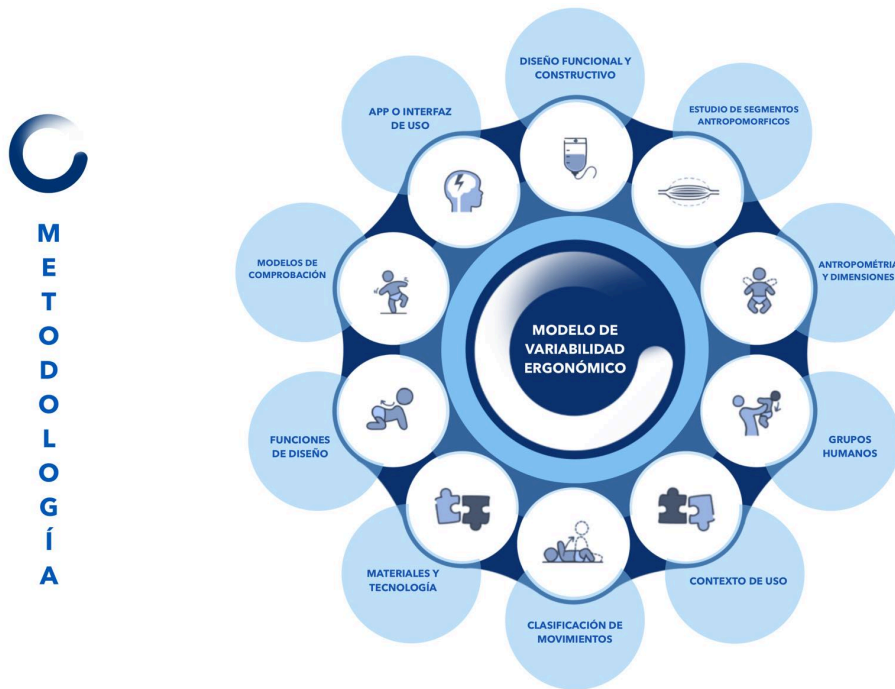 METODOLOGÍA
DISEÑO FUNCIONAL Y
CONSTRUCTIVO
ESTUDIO DE SEGMENTOS
ANTROPOMORFICOS
ANTROPOMÉTRIA
Y DIMENSIONES
GRUPOS
HUMANOS
CONTEXTO DE USO
CLASIFICACIÓN DE
MOVIMIENTOS
MATERIALES Y
TECNOLOGÍA
FUNCIONES
DE DISEÑO
MODELOS DE
COMPROBACIÓN
APP O INTERFAZ
DE USO
MODELO DE
VARIABILIDAD
ERGONÓMICO